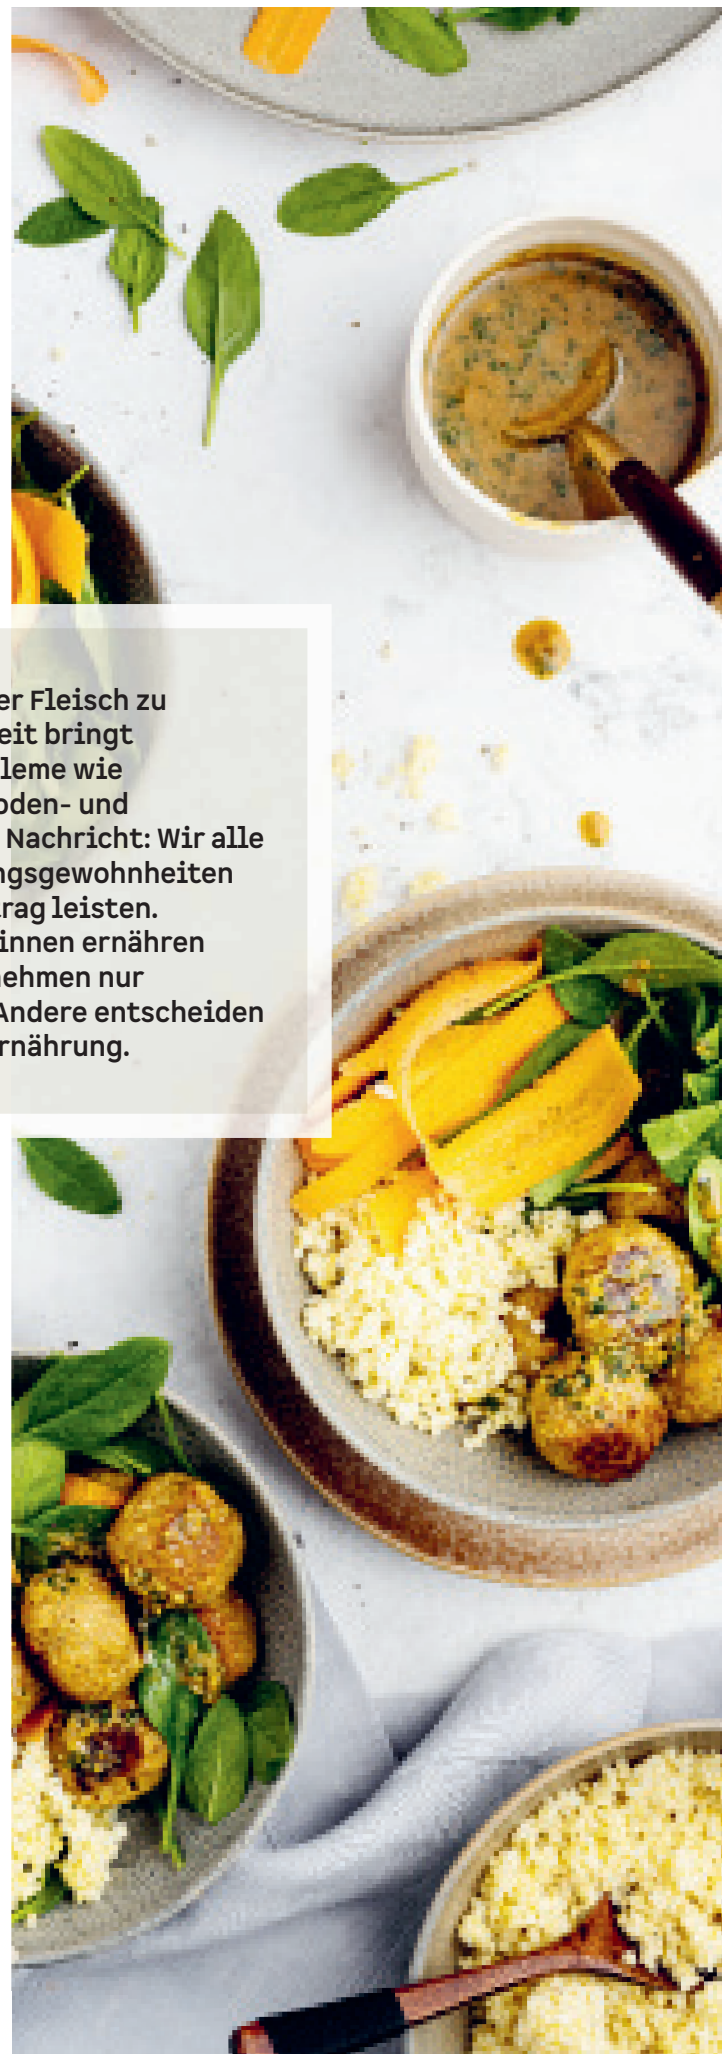 er Fleisch zu
eit bringt
leme wie
oden- und
Nachricht: Wir alle
ngsgewohnheiten
rag leisten.
innen ernähren
nehmen nur
Andere entscheiden
rnährung.